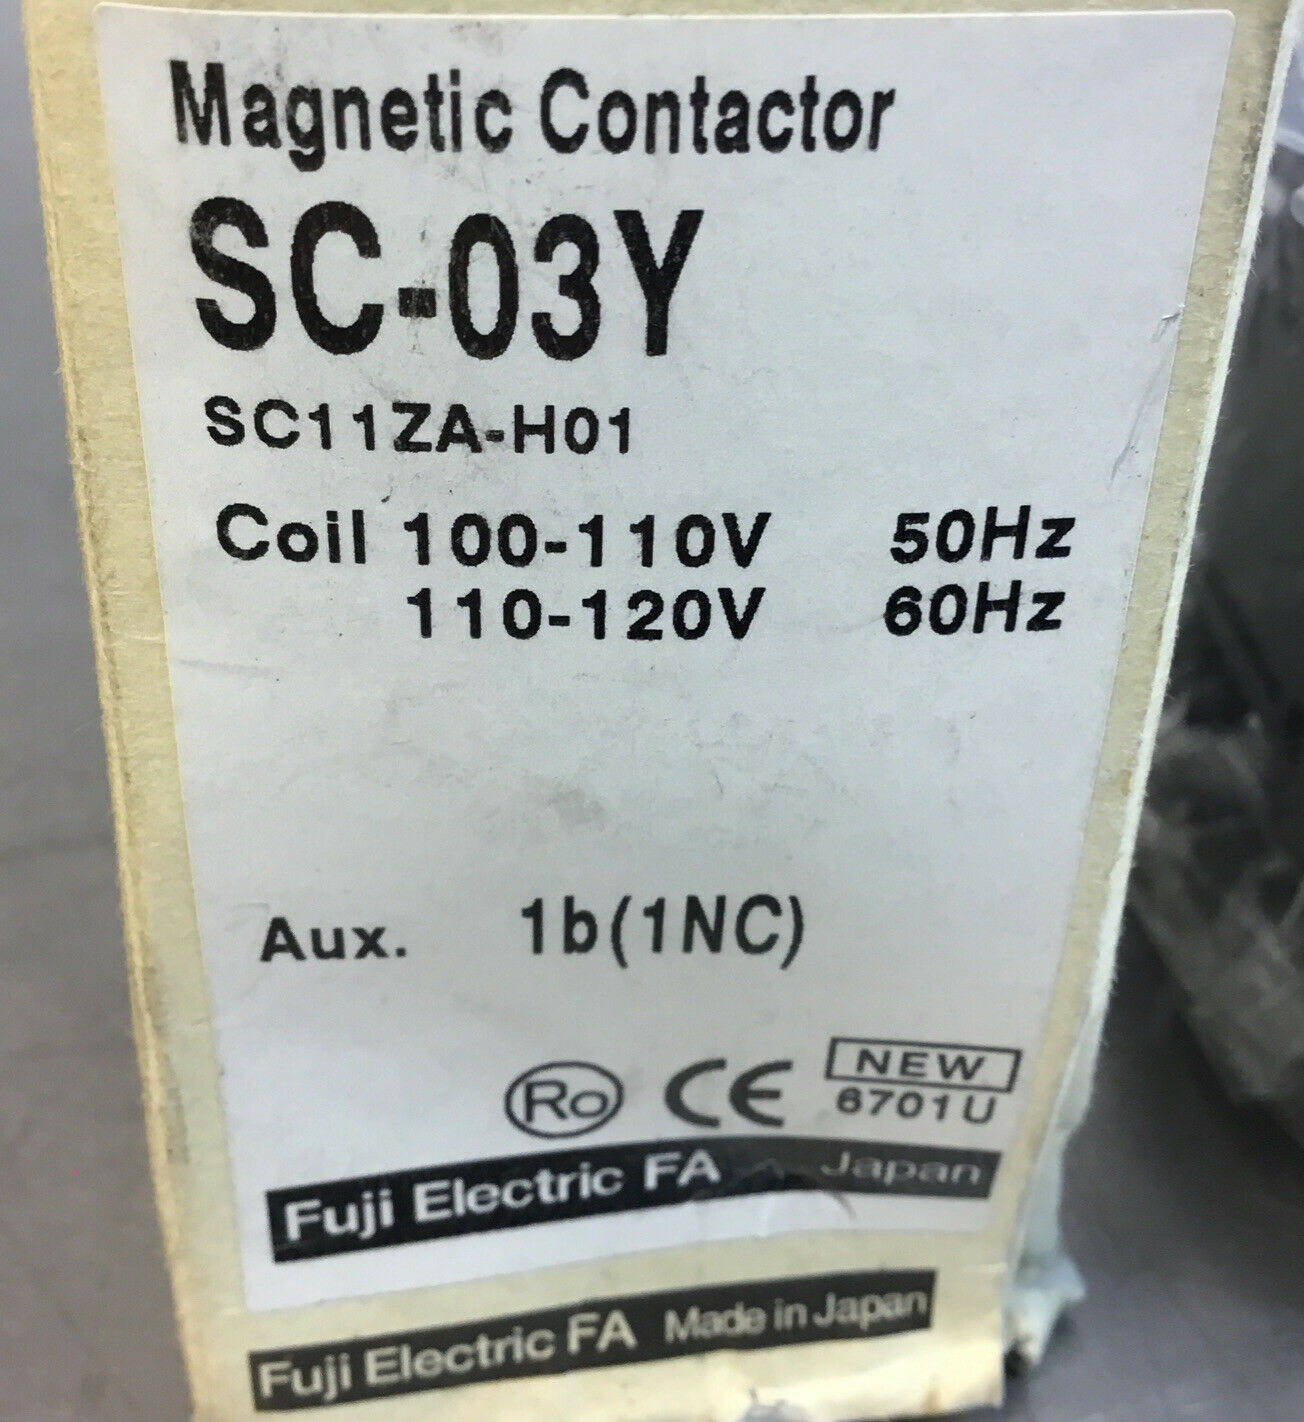 Magnetic Contactor
SC-03Y
SC11ZA-H01
Coil 100-110V 50Hz
110-120V 60Hz
Aux. 1b(1NC)
Ro CE NEW
6701U
Fuji Electric FA Japan
Fuji Electric FA Made in Japan